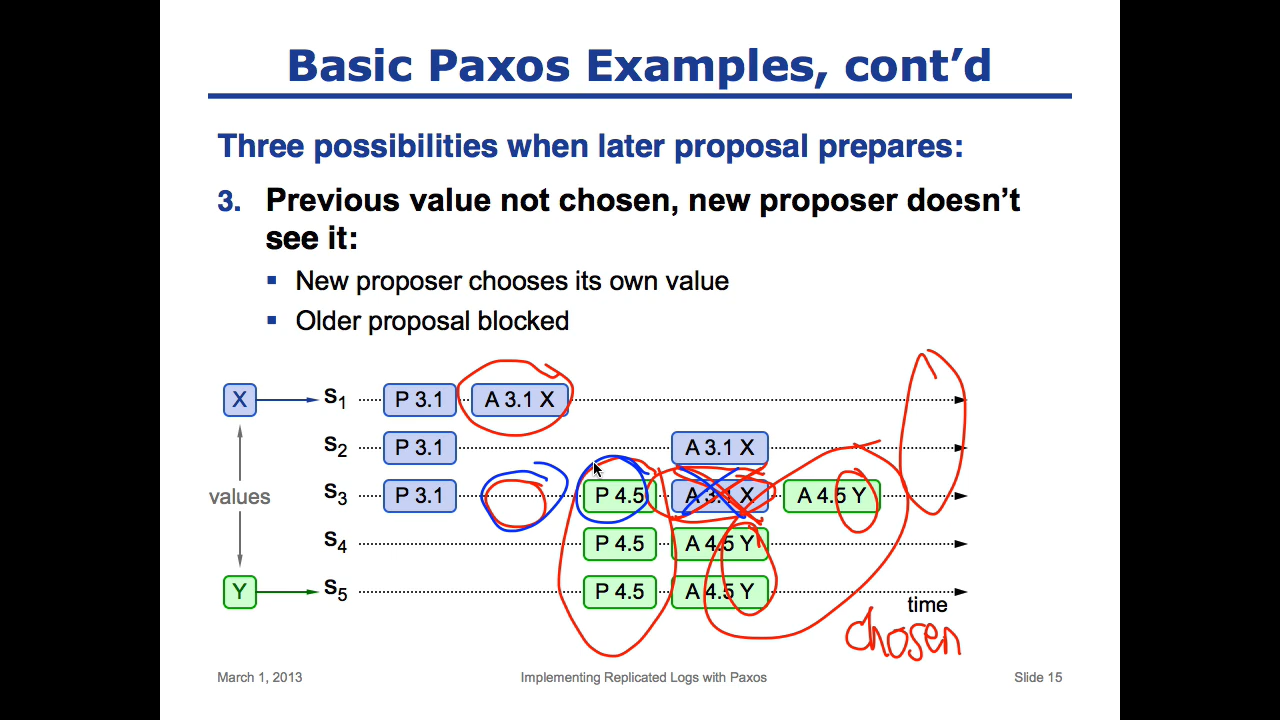 Basic Paxos Examples, cont’d
Three possibilities when later proposal prepares:
3. Previous value not chosen, new proposer doesn’t
see it:
▪ New proposer chooses its own value
▪ Older proposal blocked
X S1 P 3.1 A 3.1 X
S2 P 3.1 A 3.1 X
values S3 P 3.1 P 4.5 A 3.1 X A 4.5 Y
S4 P 4.5 A 4.5 Y
Y S5 P 4.5 A 4.5 Y
time
chosen
March 1, 2013 Implementing Replicated Logs with Paxos Slide 15